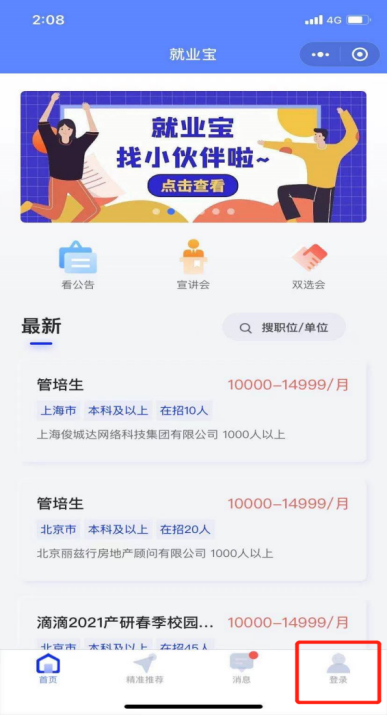 2:08
4G
就业宝
就业宝
找小伙伴啦~
点击查看
看公告 宣讲会 双选会
最新
搜职位/单位
管培生 10000-14999/月
上海市 本科及以上 在招10人
上海俊城达网络科技集团有限公司 1000人以上
管培生 10000-14999/月
北京市 本科及以上 在招20人
北京丽兹行房地产顾问有限公司 1000人以上
滴滴2021产研春季校园... 10000-14999/月
北京市 本科及以上 在招45人
首页 精准推荐 消息 登录